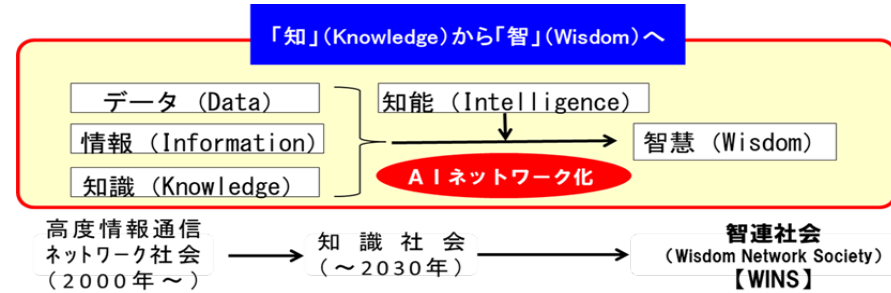 「知」(Knowledge)から「智」(Wisdom)へ
データ (Data)
知能 (Intelligence)
情報 (Information)
智慧 (Wisdom)
知識 (Knowledge)
AIネットワーク化
高度情報通信
ネットワーク社会
(2000年～)
知識社会
(～2030年)
智連社会
(Wisdom Network Society)
【WINS】